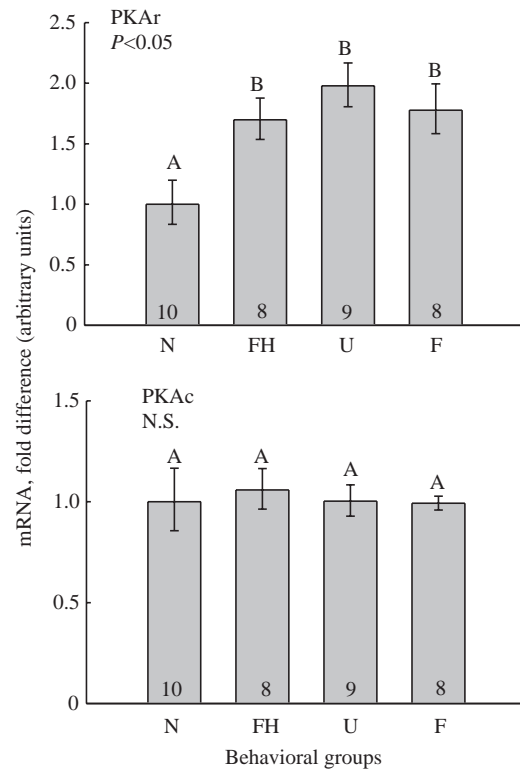 PKAr
P<0.05
2.5
2.0
1.5
1.0
0.5
0
A
B
B
B
10
8
9
8
N
FH
U
F
mRNA, fold difference (arbitrary units)
PKAc
N.S.
1.5
1.0
0.5
0
A
A
A
A
10
8
9
8
N
FH
U
F
Behavioral groups